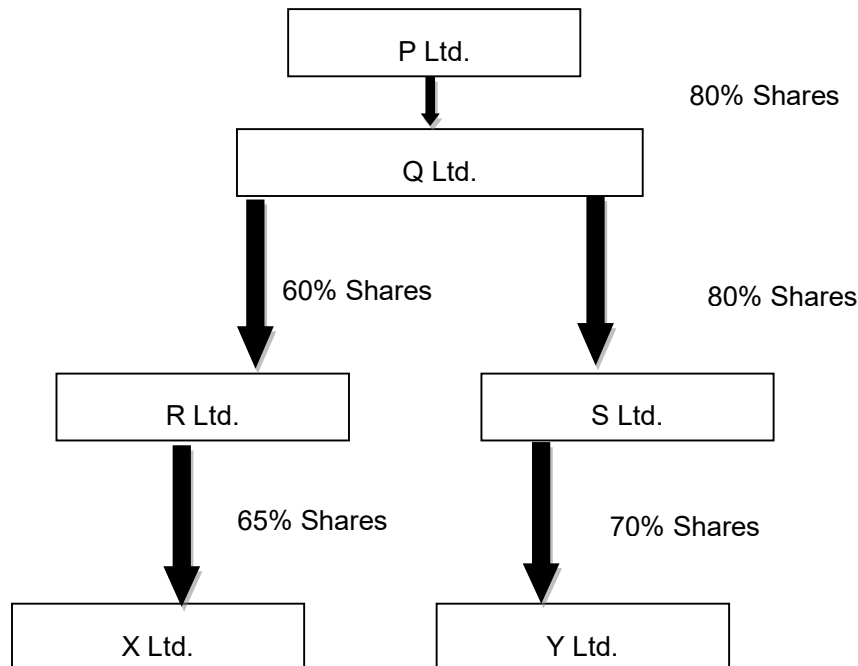 P Ltd.
80% Shares
Q Ltd.
60% Shares
80% Shares
R Ltd.
S Ltd.
65% Shares
70% Shares
X Ltd.
Y Ltd.